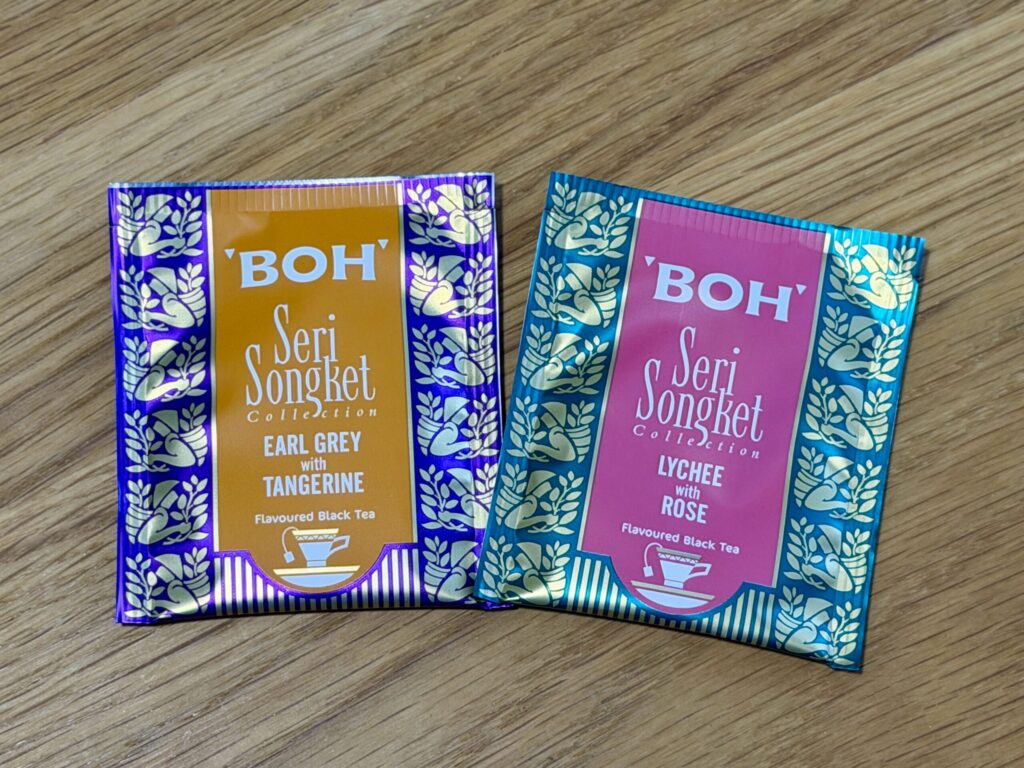 'BOH'
Seri
Songket
Collection
EARL GREY
with
TANGERINE
Flavoured Black Tea
'BOH'
Seri
Songket
Collection
LYCHEE
with
ROSE
Flavoured Black Tea